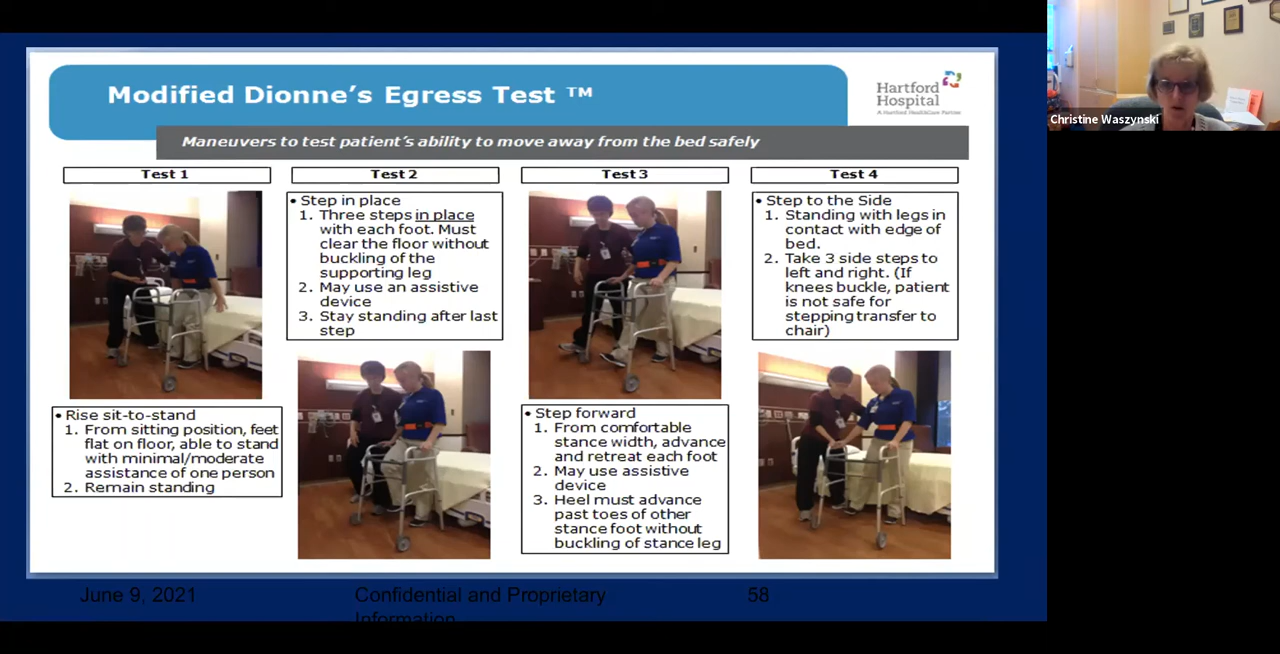 Modified Dionne's Egress Test ™
Hartford
Hospital
A Hartford HealthCare Partner
Maneuvers to test patient's ability to move away from the bed safely
Test 1
Rise sit-to-stand
1. From sitting position, feet
flat on floor, able to stand
with minimal/moderate
assistance of one person
2. Remain standing
Test 2
• Step in place
1. Three steps in place
with each foot. Must
clear the floor without
buckling of the
supporting leg
2. May use an assistive
device
3. Stay standing after last
step
Test 3
• Step forward
1. From comfortable
stance width, advance
and retreat each foot
2. May use assistive
device
3. Heel must advance
past toes of other
stance foot without
buckling of stance leg
Test 4
• Step to the Side
1. Standing with legs in
contact with edge of
bed.
2. Take 3 side steps to
left and right. (If
knees buckle, patient
is not safe for
stepping transfer to
chair)
June 9, 2021
Confidential and Proprietary
Information
58
Christine Waszynski